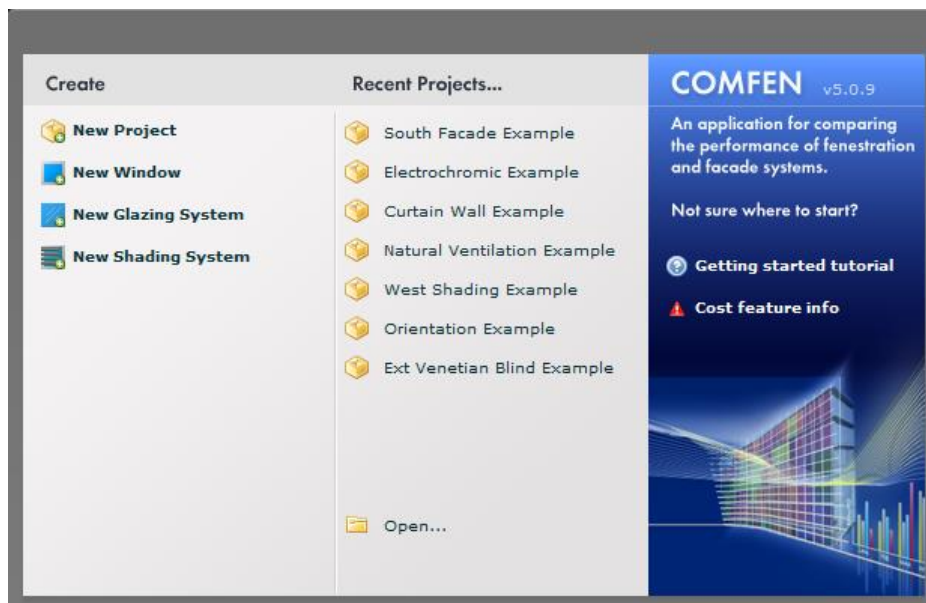 Create
New Project
New Window
New Glazing System
New Shading System
Recent Projects...
South Facade Example
Electrochromic Example
Curtain Wall Example
Natural Ventilation Example
West Shading Example
Orientation Example
Ext Venetian Blind Example
Open...
COMFEN v5.0.9
An application for comparing
the performance of fenestration
and facade systems.
Not sure where to start?
Getting started tutorial
Cost feature info